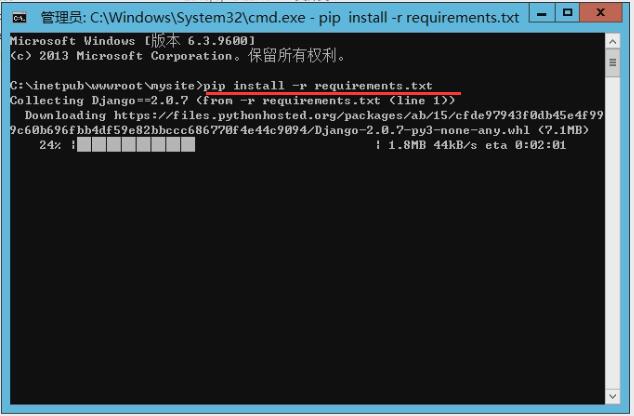 管理员: C:\Windows\System32\cmd.exe - pip  install -r requirements.txt
Microsoft Windows [版本 6.3.9600]
(c) 2013 Microsoft Corporation。保留所有权利。
C:\inetpub\wwwroot\mysite>pip install -r requirements.txt
Collecting Django==2.0.7 (from -r requirements.txt (line 1))
Downloading https://files.pythonhosted.org/packages/ab/15/cfde97943f0db45e4f99
9c60b696fbb4df59e82bbccc686770f4e44c9094/Django-2.0.7-py3-none-any.whl (7.1MB)
24% | | 1.8MB 44kB/s eta 0:02:01